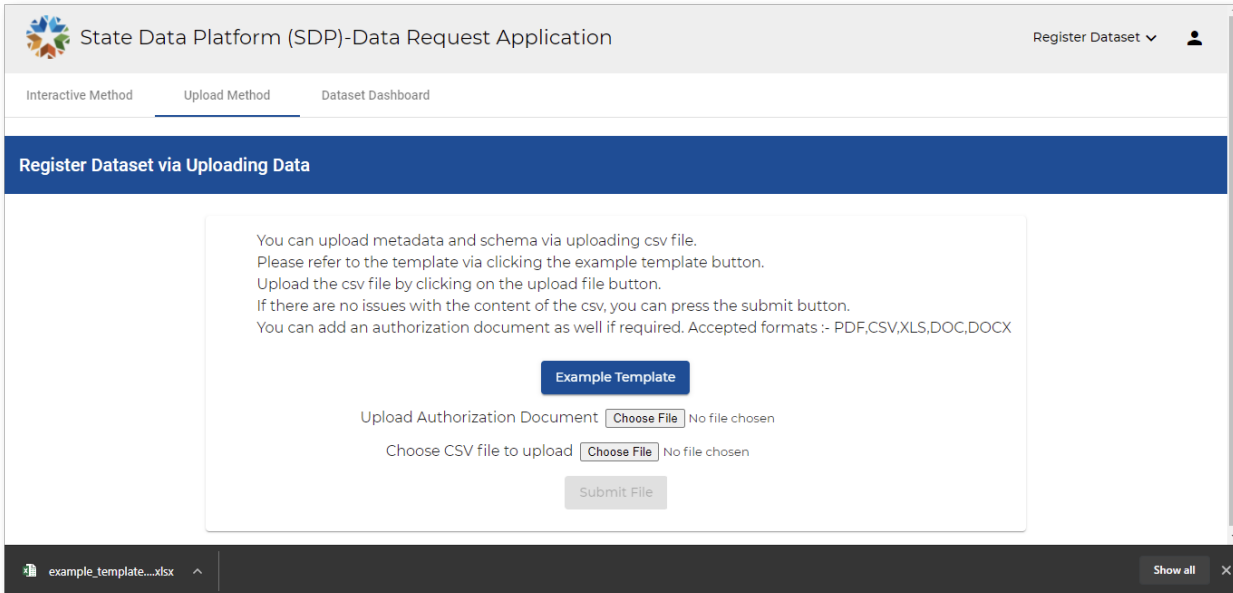 State Data Platform (SDP)-Data Request Application
Register Dataset
Interactive Method
Upload Method
Dataset Dashboard
Register Dataset via Uploading Data
You can upload metadata and schema via uploading csv file.
Please refer to the template via clicking the example template button.
Upload the csv file by clicking on the upload file button.
If there are no issues with the content of the csv, you can press the submit button.
You can add an authorization document as well if required. Accepted formats :- PDF,CSV,XLS,DOC,DOCX
Example Template
Upload Authorization Document Choose File No file chosen
Choose CSV file to upload Choose File No file chosen
Submit File
example_template....xlsx
Show all